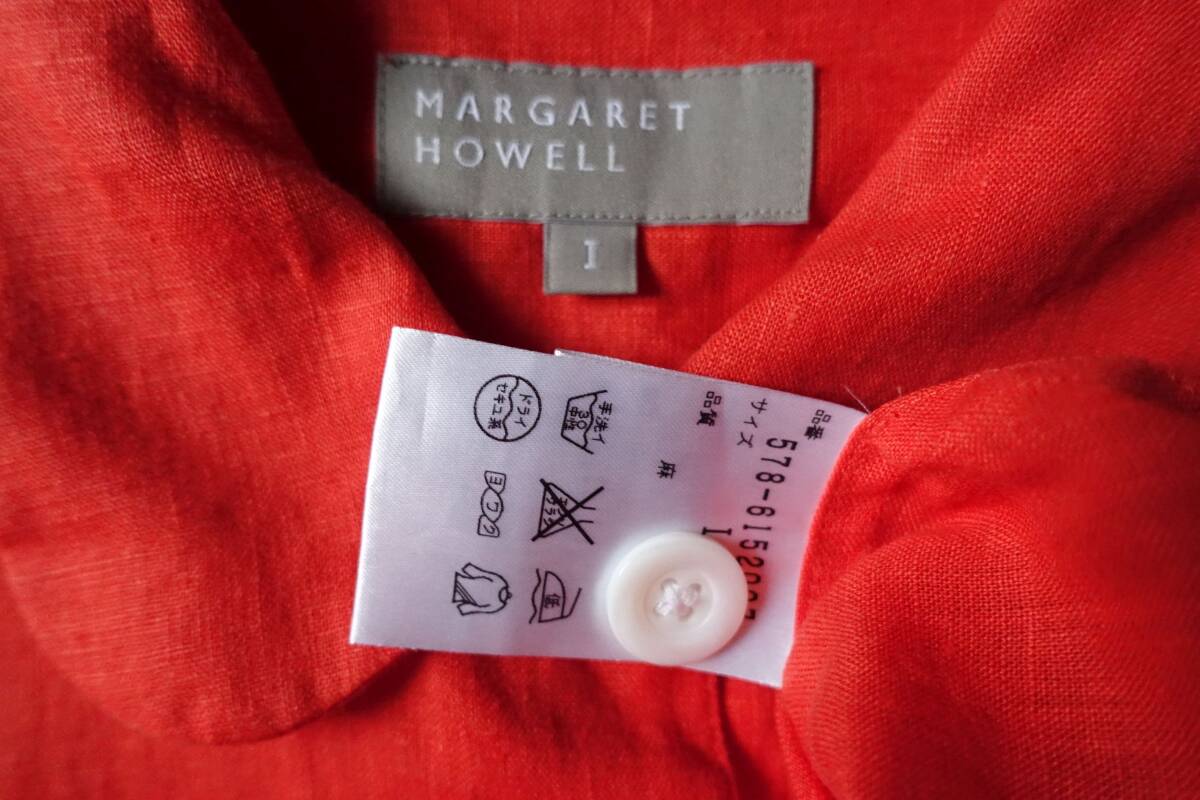 MARGARET
HOWELL
I
品番
578-6152
サイズ
I
品質
麻
手洗イ
30
中性
低
ドライ
セキユ系
ヨワク